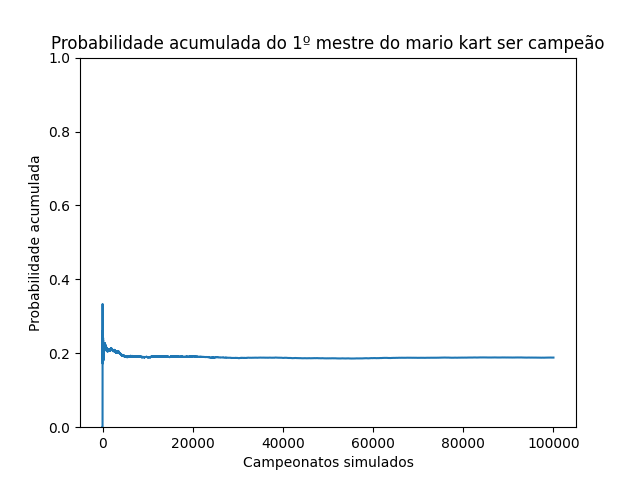 Probabilidade acumulada do 1º mestre do mario kart ser campeão
1.0
0.8
0.6
0.4
0.2
0.0
Probabilidade acumulada
0 20000 40000 60000 80000 100000
Campeonatos simulados